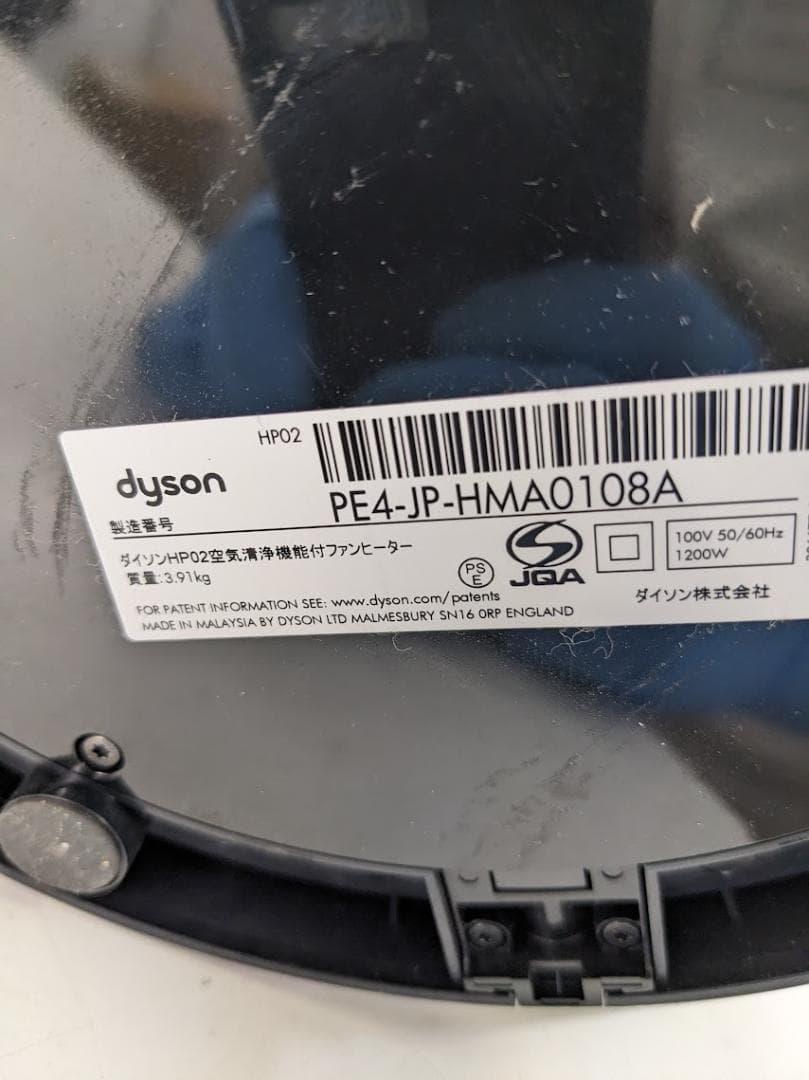 HP02
dyson
PE4-JP-HMA0108A
製造番号
ダイソンHP02空気清浄機能付ファンヒーター
質量:3.91kg
PS
E
JQA
100V 50/60Hz
1200W
ダイソン株式会社
FOR PATENT INFORMATION SEE: www.dyson.com/patents
MADE IN MALAYSIA BY DYSON LTD MALMESBURY SN16 0RP ENGLAND